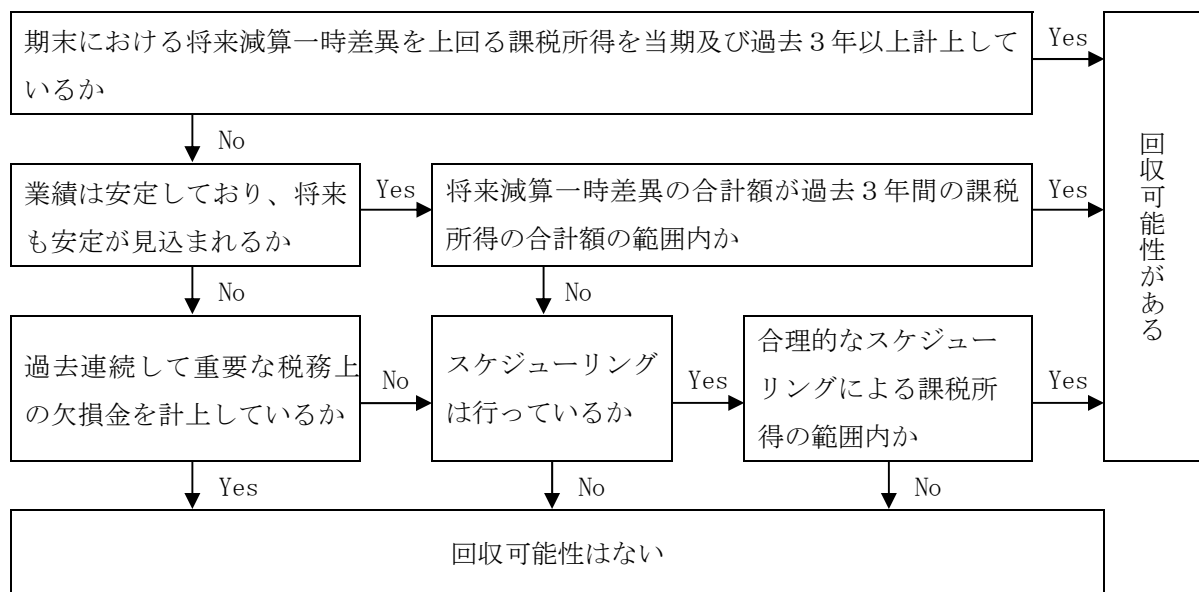 期末における将来減算一時差異を上回る課税所得を当期及び過去３年以上計上して
いるか
Yes
No
業績は安定しており、将来
も安定が見込まれるか
Yes
将来減算一時差異の合計額が過去３年間の課税
所得の合計額の範囲内か
Yes
No
No
過去連続して重要な税務上
の欠損金を計上しているか
No
スケジューリング
は行っているか
Yes
合理的なスケジュー
リングによる課税所
得の範囲内か
Yes
Yes
No
No
回収可能性がある
回収可能性はない